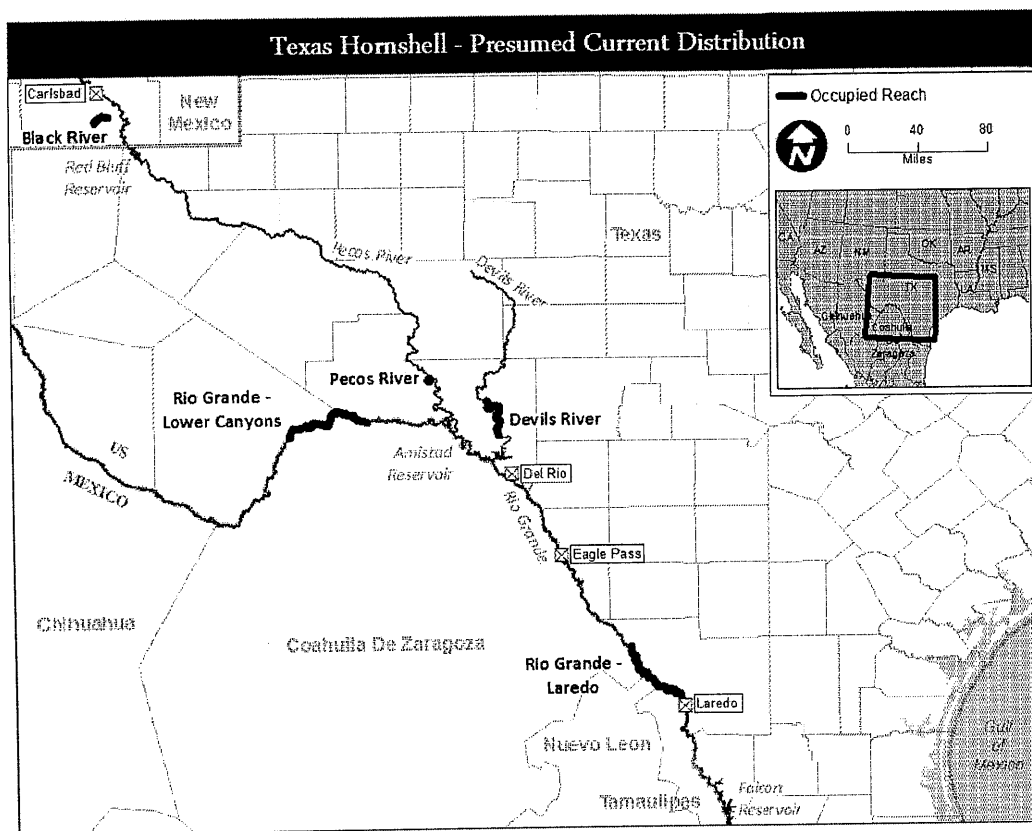 Texas Hornshell - Presumed Current Distribution
Carlsbad
New
Mexico
Black River
Red Bluff
Reservoir
Pecos River
Devils River
Texas
Occupied Reach
N
0 40 80
Miles
CA
AZ
NM
OK
AR
MS
TX
LA
Chihuahua
Coahuila
Zaragoza
Pecos River
Rio Grande -
Lower Canyons
Devils River
US
MEXICO
Amistad
Reservoir
Del Rio
Rio Grande
Eagle Pass
Chihuahua
Coahuila De Zaragoza
Rio Grande -
Laredo
Laredo
Nuevo Leon
Gulf
of
Mexico
Tamaulipas
Falcon
Reservoir